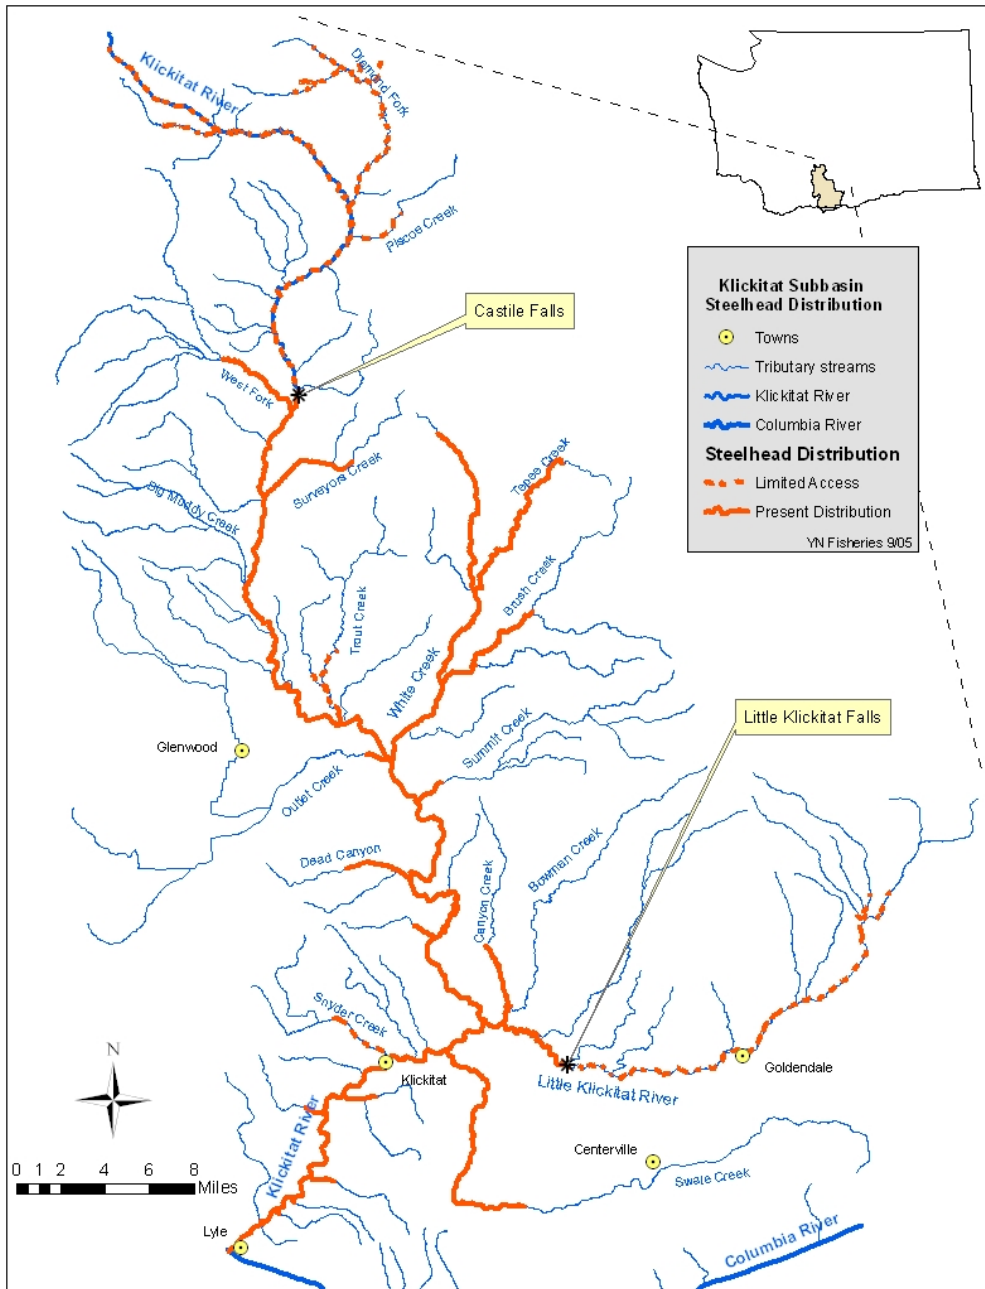 Klickitat River
Diamond Fork
Piscoe Creek
Castile Falls
Klickitat Subbasin
Steelhead Distribution
Towns
Tributary streams
Klickitat River
Columbia River
Steelhead Distribution
Limited Access
Present Distribution
YN Fisheries 9/05
West Fork
Surveyors Creek
Tepee Creek
Big Muddy Creek
Brush Creek
Trout Creek
White Creek
Little Klickitat Falls
Glenwood
Summit Creek
Outlet Creek
Dead Canyon
Canyon Creek
Bowman Creek
Snyder Creek
N
Klickitat
Goldendale
Little Klickitat River
Klickitat River
Centerville
Swale Creek
0 1 2 4 6 8
Miles
Lyle
Columbia River